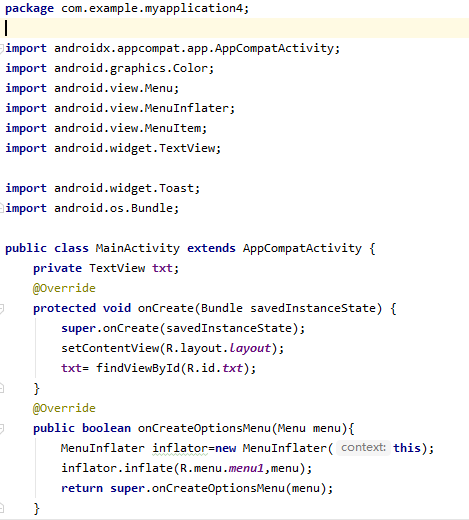 package com.example.myapplication4;
import androidx.appcompat.app.AppCompatActivity;
import android.graphics.Color;
import android.view.Menu;
import android.view.MenuInflater;
import android.view.MenuItem;
import android.widget.TextView;
import android.widget.Toast;
import android.os.Bundle;
public class MainActivity extends AppCompatActivity {
private TextView txt;
@Override
protected void onCreate(Bundle savedInstanceState) {
super.onCreate(savedInstanceState);
setContentView(R.layout.layout);
txt= findViewById(R.id.txt);
}
@Override
public boolean onCreateOptionsMenu(Menu menu){
MenuInflater inflator=new MenuInflater( context: this);
inflator.inflate(R.menu.menu1,menu);
return super.onCreateOptionsMenu(menu);
}